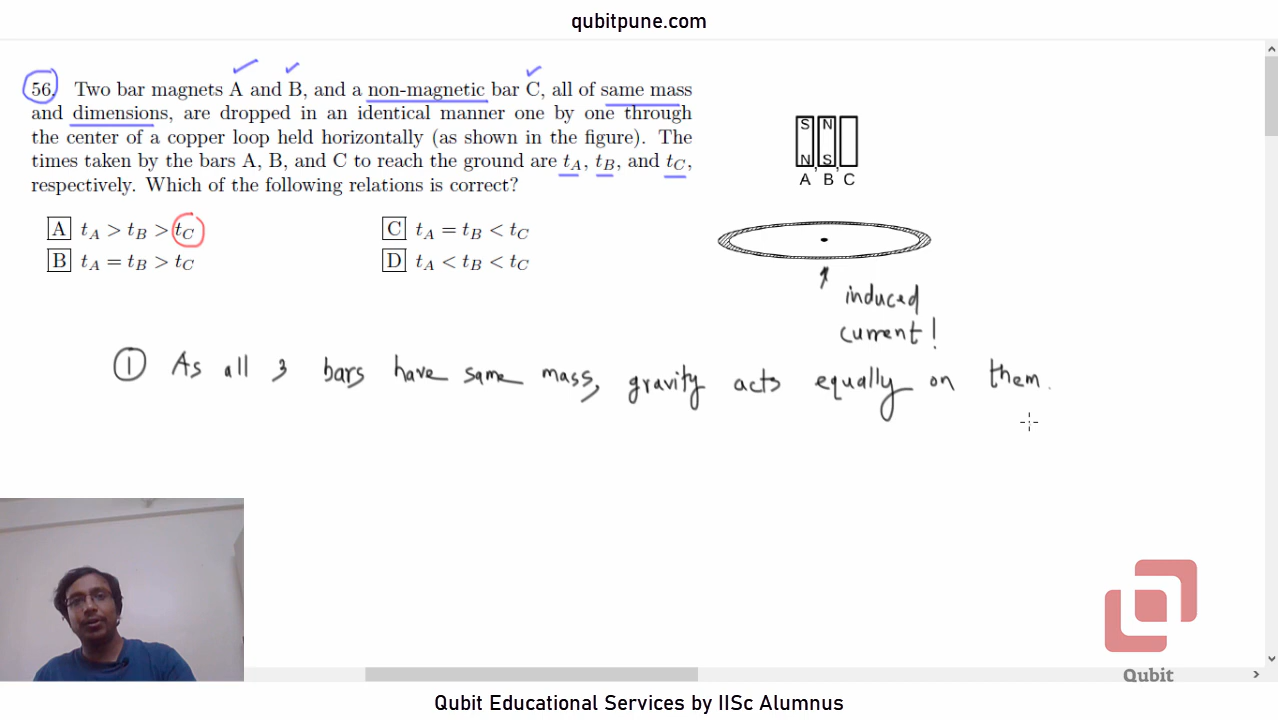 qubitpune.com
56. Two bar magnets A and B, and a non-magnetic bar C, all of same mass
and dimensions, are dropped in an identical manner one by one through
the center of a copper loop held horizontally (as shown in the figure). The
times taken by the bars A, B, and C to reach the ground are tA, tB, and tC,
respectively. Which of the following relations is correct?
A tA > tB > tC
C tA = tB < tC
B tA = tB > tC
D tA < tB < tC
S N
N, S,
A B C
induced
current!
① As all 3 bars have same mass, gravity acts equally on them.
Qubit
Qubit Educational Services by IISc Alumnus